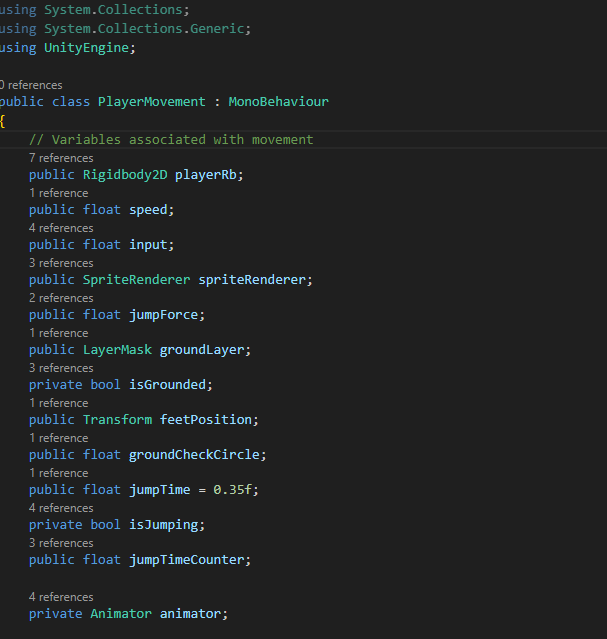 using System.Collections;
using System.Collections.Generic;
using UnityEngine;
0 references
public class PlayerMovement : MonoBehaviour
{
// Variables associated with movement
7 references
public Rigidbody2D playerRb;
1 reference
public float speed;
4 references
public float input;
3 references
public SpriteRenderer spriteRenderer;
2 references
public float jumpForce;
1 reference
public LayerMask groundLayer;
3 references
private bool isGrounded;
1 reference
public Transform feetPosition;
1 reference
public float groundCheckCircle;
1 reference
public float jumpTime = 0.35f;
4 references
private bool isJumping;
3 references
public float jumpTimeCounter;
4 references
private Animator animator;